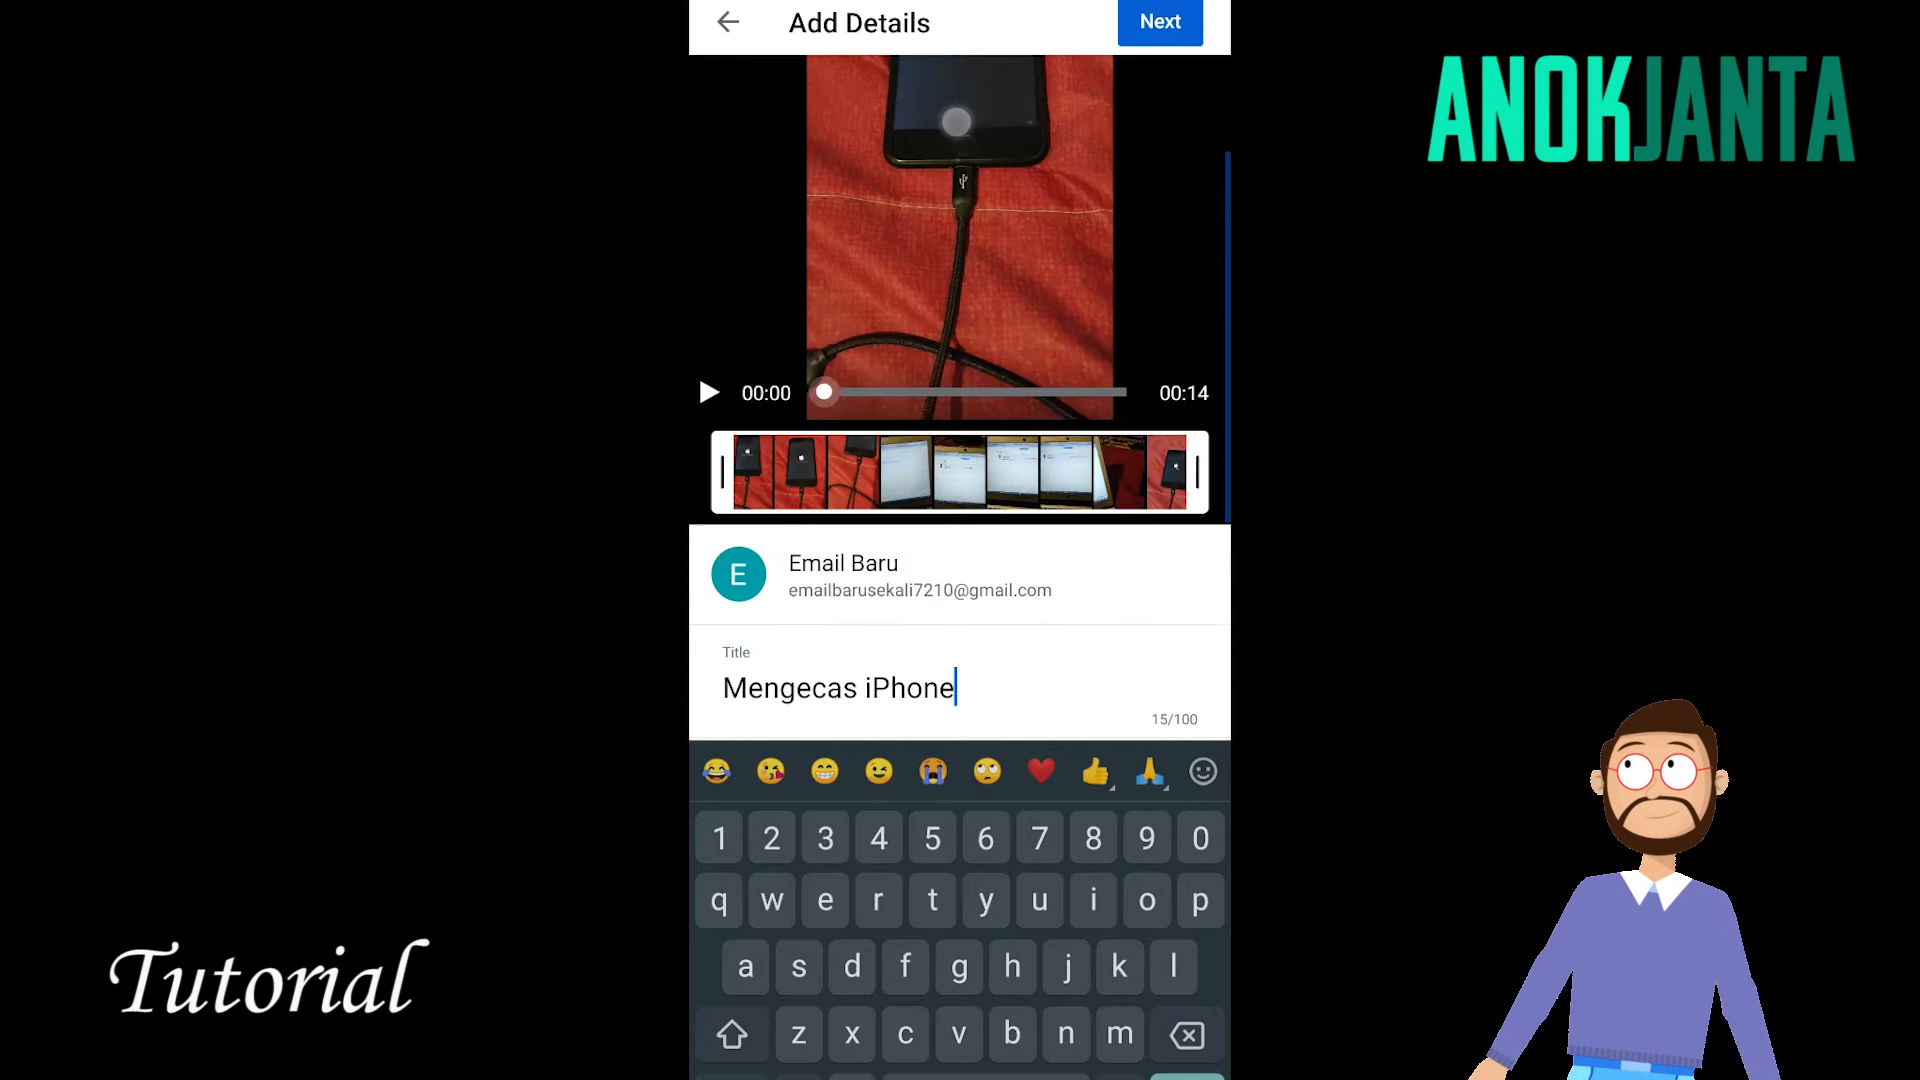 Add Details
Next
ANOKJANTA
00:00
00:14
E
Email Baru
emailbarusekali7210@gmail.com
Title
Mengecas iPhone
15/100
1 2 3 4 5 6 7 8 9 0
q w e r t y u i o p
a s d f g h j k l
z x c v b n m
Tutorial